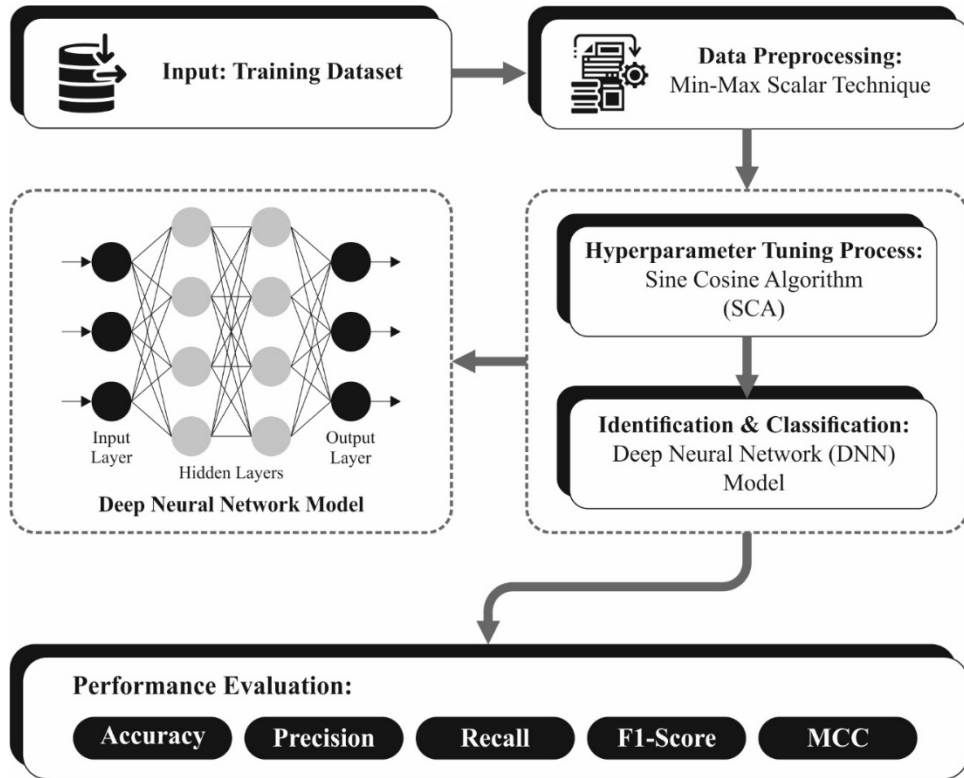 Input: Training Dataset
Data Preprocessing:
Min-Max Scalar Technique
Input
Layer
Hidden Layers
Output
Layer
Deep Neural Network Model
Hyperparameter Tuning Process:
Sine Cosine Algorithm
(SCA)
Identification & Classification:
Deep Neural Network (DNN)
Model
Performance Evaluation:
Accuracy
Precision
Recall
F1-Score
MCC